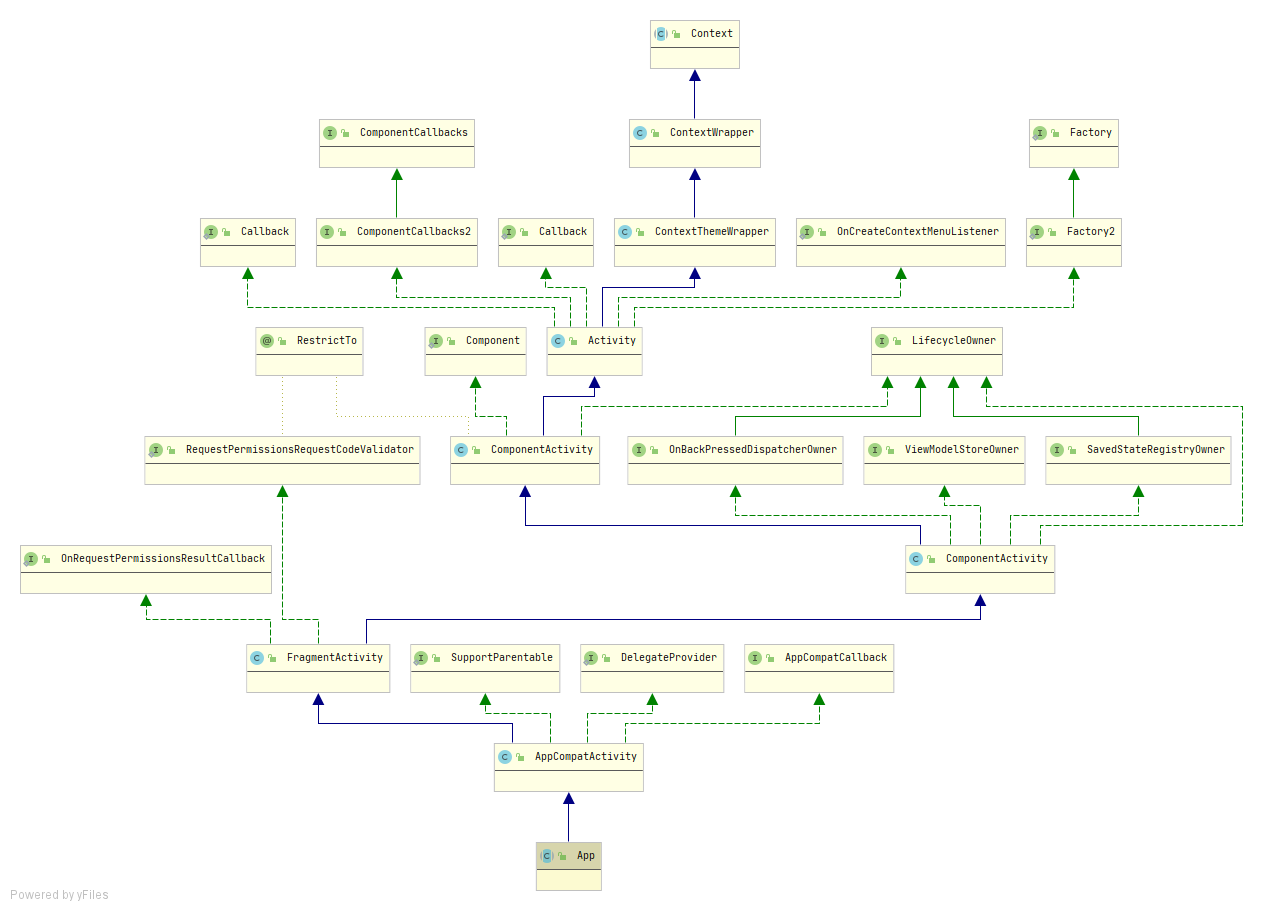 Context
ComponentCallbacks
ContextWrapper
Factory
Callback
ComponentCallbacks2
Callback
ContextThemeWrapper
OnCreateContextMenuListener
Factory2
RestrictTo
Component
Activity
LifecycleOwner
RequestPermissionsRequestCodeValidator
ComponentActivity
OnBackPressedDispatcherOwner
ViewModelStoreOwner
SavedStateRegistryOwner
OnRequestPermissionsResultCallback
ComponentActivity
FragmentActivity
SupportParentable
DelegateProvider
AppCompatCallback
AppCompatActivity
App
Powered by yFiles